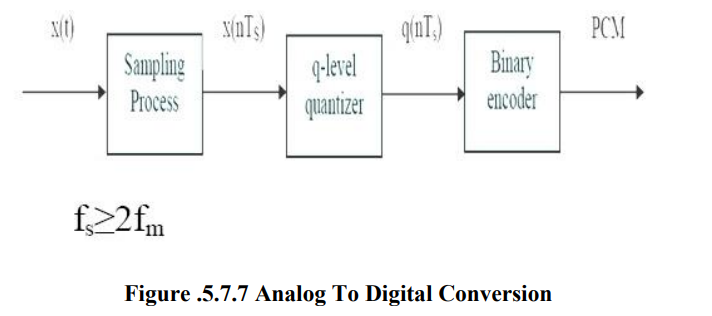 x(t)
x(nTs)
q(nTs)
PCM
Sampling
Process
q-level
quantizer
Binary
encoder
fs≥2fm
Figure .5.7.7 Analog To Digital Conversion